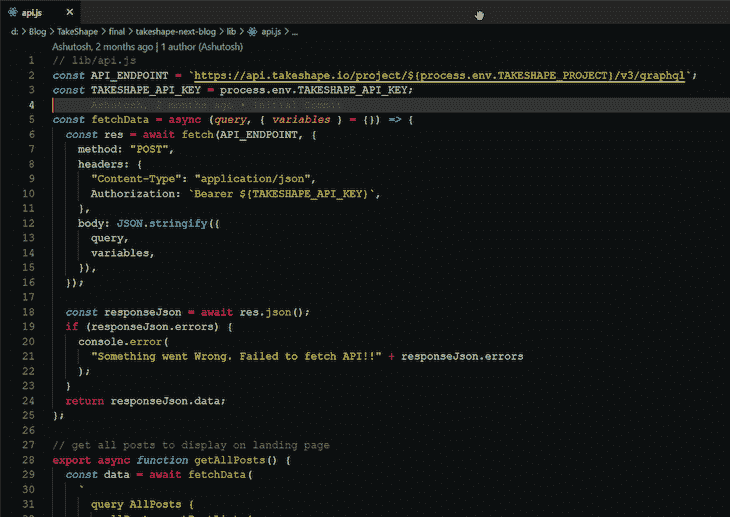 api.js
d: > Blog > TakeShape > final > takeshape-next-blog > lib > api.js > ...
Ashutosh, 2 months ago | 1 author (Ashutosh)
1 // lib/api.js
2 const API_ENDPOINT = `https://api.takeshape.io/project/${process.env.TAKESHAPE_PROJECT}/v3/graphql`;
3 const TAKESHAPE_API_KEY = process.env.TAKESHAPE_API_KEY;
4 Ashutosh, 2 months ago • Initial Commit
5 const fetchData = async (query, { variables } = {}) => {
6 const res = await fetch(API_ENDPOINT, {
7 method: "POST",
8 headers: {
9 "Content-Type": "application/json",
10 Authorization: `Bearer ${TAKESHAPE_API_KEY}`,
11 },
12 body: JSON.stringify({
13 query,
14 variables,
15 }),
16 });
17
18 const responseJson = await res.json();
19 if (responseJson.errors) {
20 console.error(
21 "Something went Wrong. Failed to fetch API!!" + responseJson.errors
22 );
23 }
24 return responseJson.data;
25 };
26
27 // get all posts to display on landing page
28 export async function getAllPosts() {
29 const data = await fetchData(
30 `
31 query AllPosts {